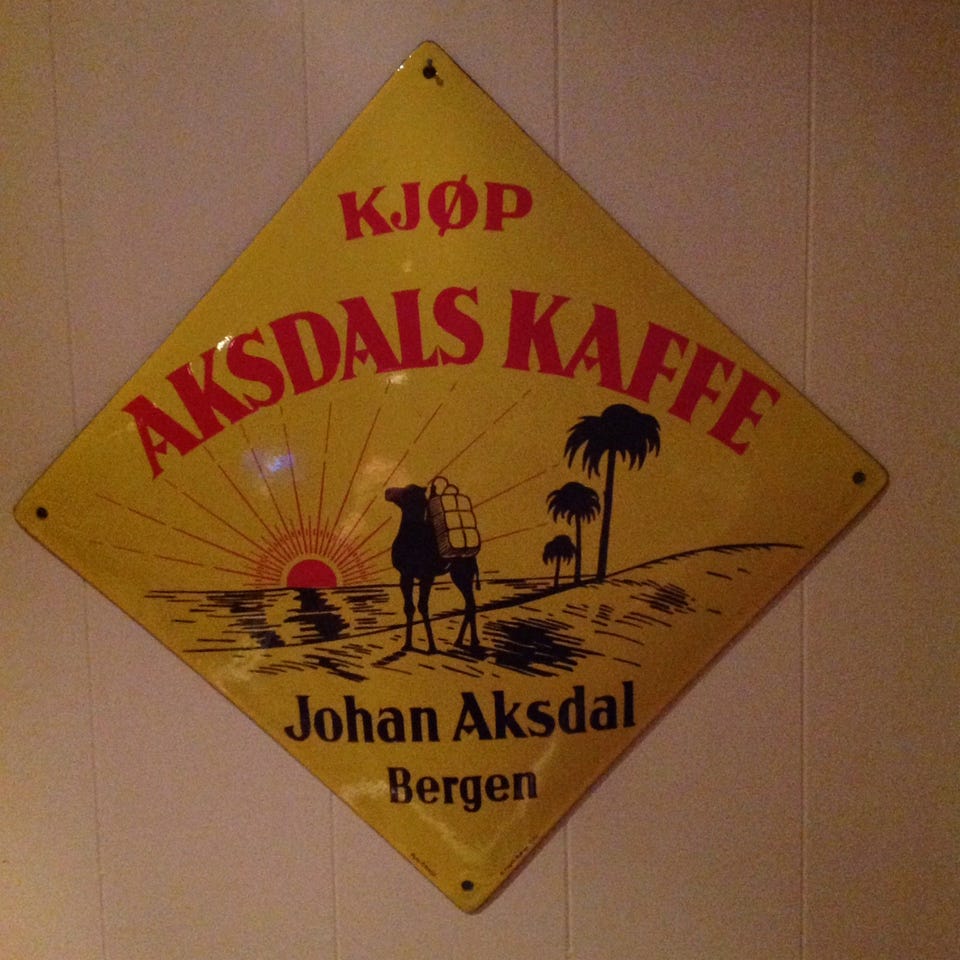 KJØP
AKSDALS KAFFE
Johan Aksdal
Bergen